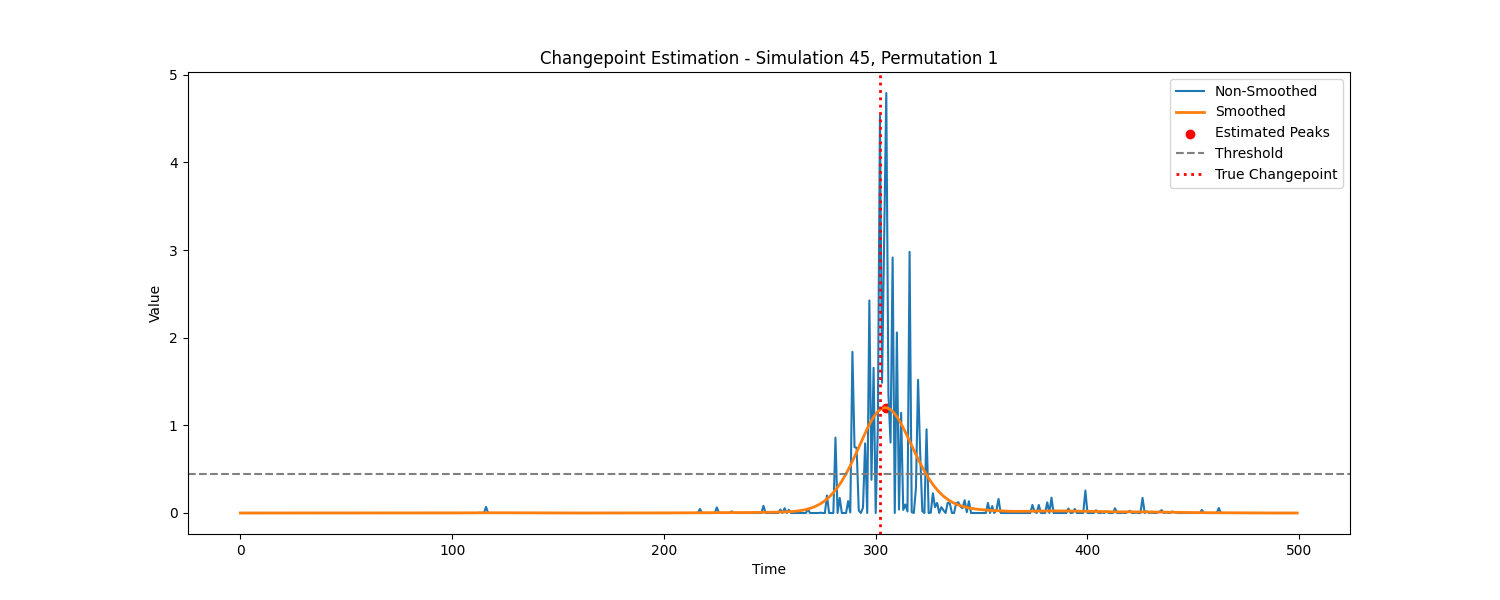 Changepoint Estimation - Simulation 45, Permutation 1
5
4
3
2
1
0
Value
Non-Smoothed
Smoothed
Estimated Peaks
Threshold
True Changepoint
0 100 200 300 400 500
Time